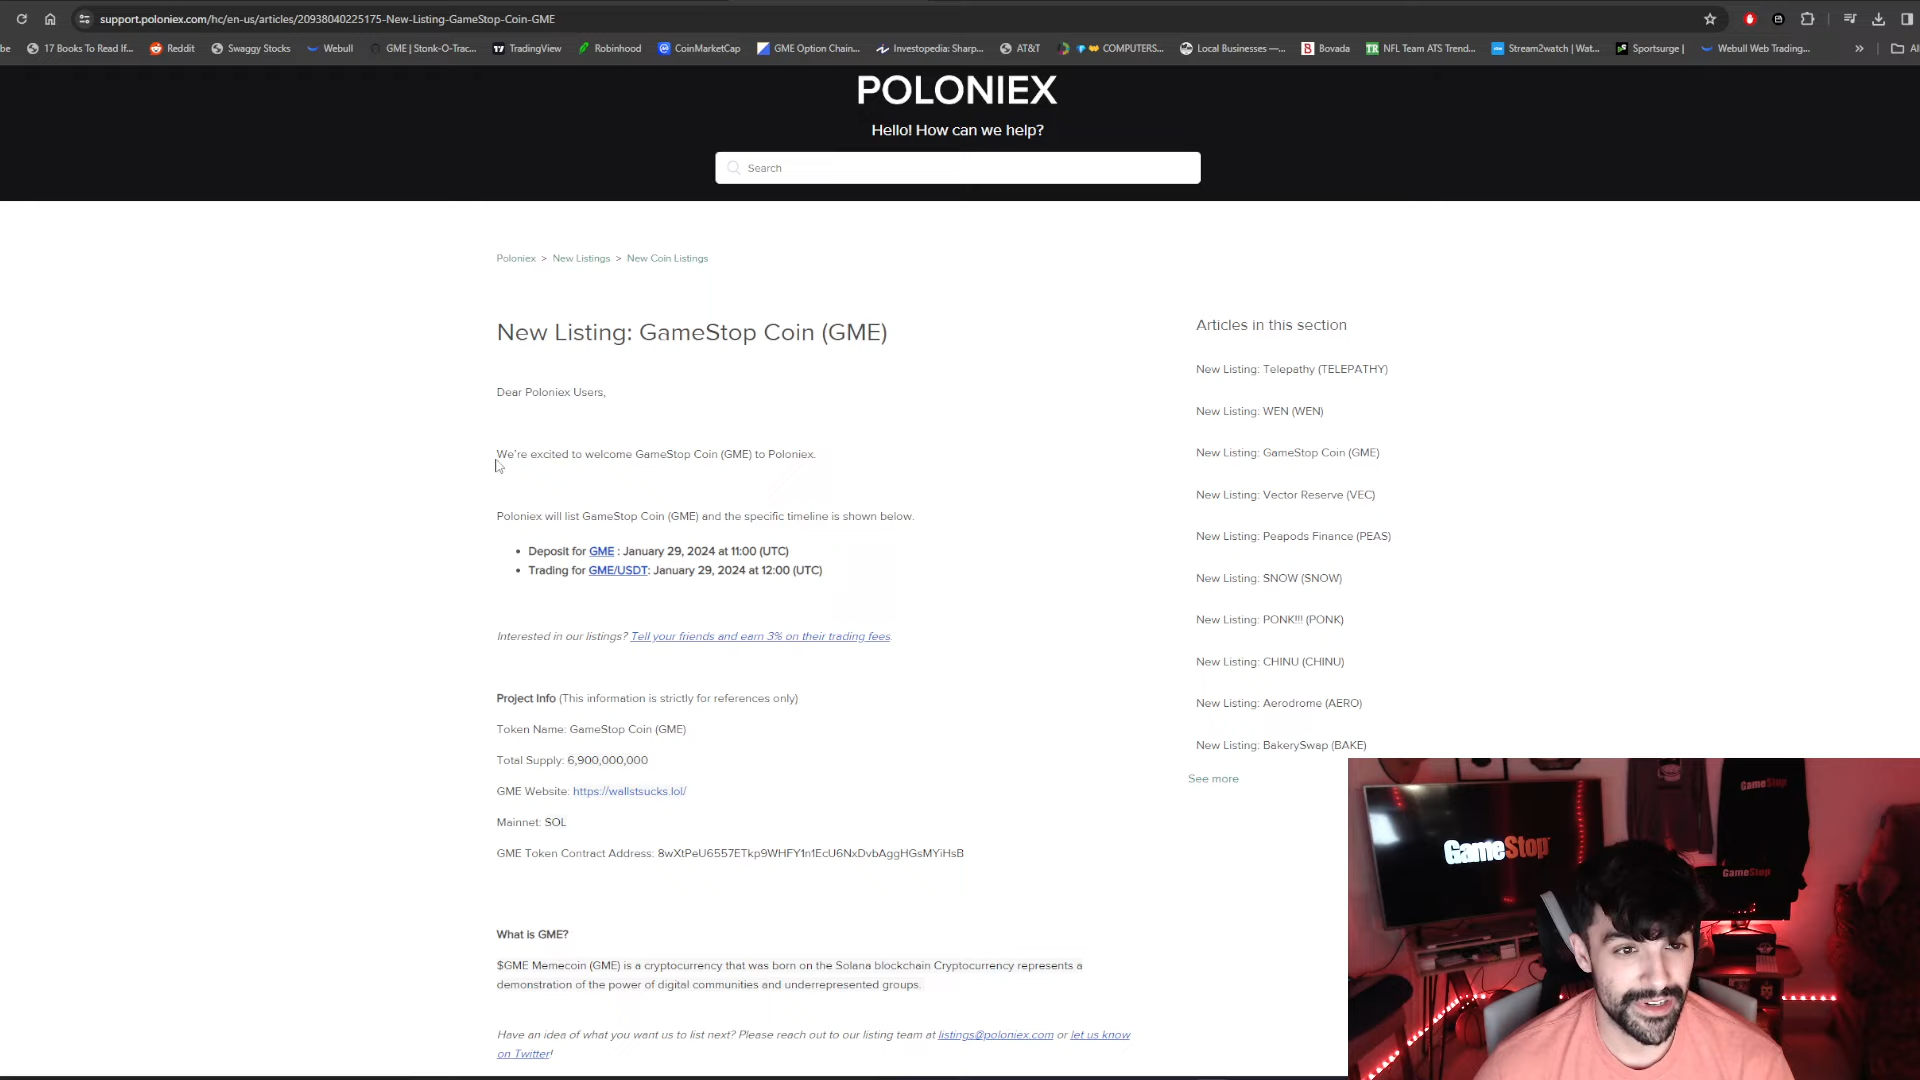 support.poloniex.com/hc/en-us/articles/20938040225175-New-Listing-GameStop-Coin-GME
be 17 Books To Read If... Reddit Swaggy Stocks Webull GME | Stonk-O-Trac... TradingView Robinhood CoinMarketCap GME Option Chain... Investopedia: Sharp... AT&T COMPUTERS... Local Businesses —... Bovada NFL Team ATS Trend... Stream2watch | Wat... Sportsurge | Webull Web Trading... » Al
POLONIEX
Hello! How can we help?
Search
Poloniex > New Listings > New Coin Listings
New Listing: GameStop Coin (GME)
Dear Poloniex Users,
We're excited to welcome GameStop Coin (GME) to Poloniex.
Poloniex will list GameStop Coin (GME) and the specific timeline is shown below.
• Deposit for GME : January 29, 2024 at 11:00 (UTC)
• Trading for GME/USDT: January 29, 2024 at 12:00 (UTC)
Interested in our listings? Tell your friends and earn 3% on their trading fees.
Project Info (This information is strictly for references only)
Token Name: GameStop Coin (GME)
Total Supply: 6,900,000,000
GME Website: https://wallstsucks.lol/
Mainnet: SOL
GME Token Contract Address: 8wXtPeU6557ETkp9WHFY1n1EcU6NxDvbAggHGsMYiHsB
What is GME?
$GME Memecoin (GME) is a cryptocurrency that was born on the Solana blockchain Cryptocurrency represents a
demonstration of the power of digital communities and underrepresented groups.
Have an idea of what you want us to list next? Please reach out to our listing team at listings@poloniex.com or let us know
on Twitter!
Articles in this section
New Listing: Telepathy (TELEPATHY)
New Listing: WEN (WEN)
New Listing: GameStop Coin (GME)
New Listing: Vector Reserve (VEC)
New Listing: Peapods Finance (PEAS)
New Listing: SNOW (SNOW)
New Listing: PONK!!! (PONK)
New Listing: CHINU (CHINU)
New Listing: Aerodrome (AERO)
New Listing: BakerySwap (BAKE)
See more
GameStop
GameStop
GameStop